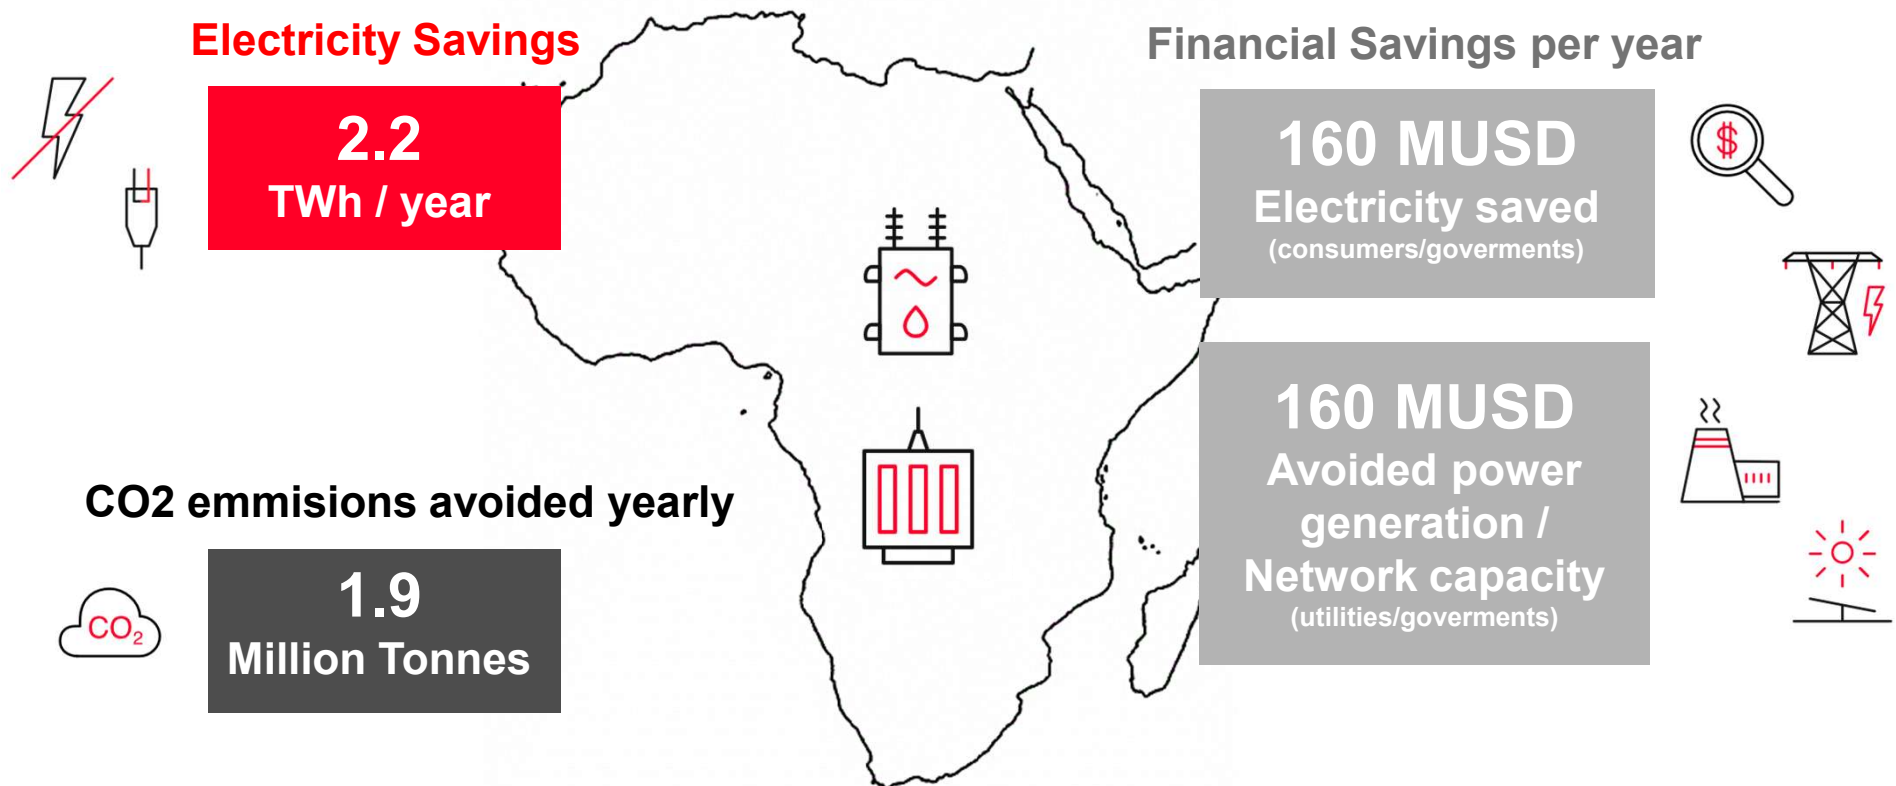 Electricity Savings
2.2
TWh / year
CO2 emmisions avoided yearly
CO2
1.9
Million Tonnes
Financial Savings per year
$
160 MUSD
Electricity saved
(consumers/goverments)
160 MUSD
Avoided power
generation /
Network capacity
(utilities/goverments)